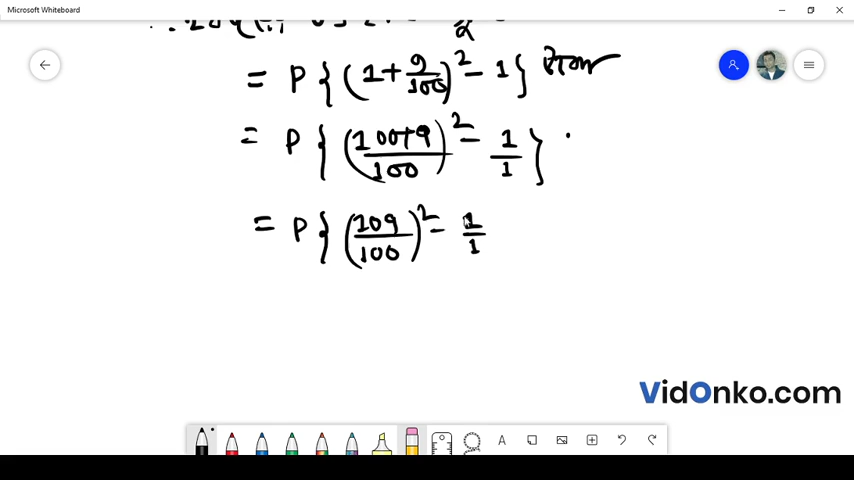 Microsoft Whiteboard
= P{(1+9/100)²-1}
= P{(100+9/100)²-1/1}
= P{(109/100)²-1/1
VidOnko.com
A